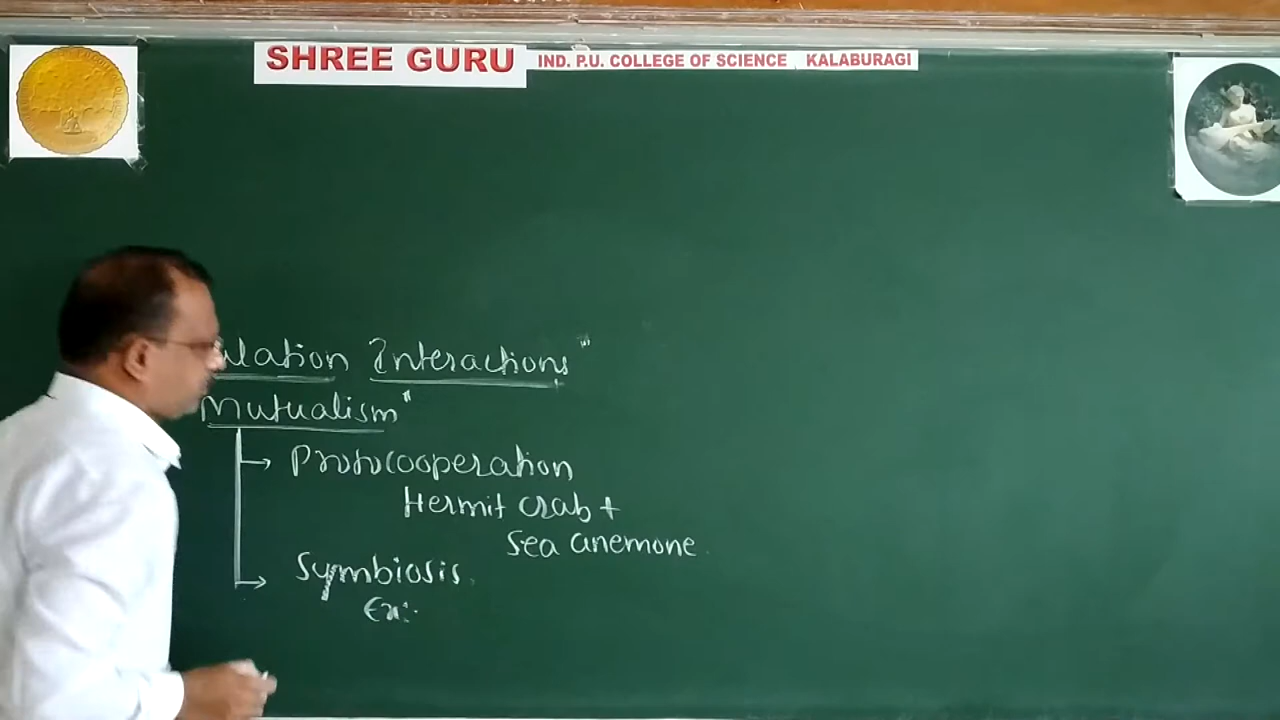 SHREE GURU IND. P.U. COLLEGE OF SCIENCE KALABURAGI
ulation Interactions"
Mutualism"
Protocooperation
Hermit crab +
Sea anemone
Symbiosis
Ex: